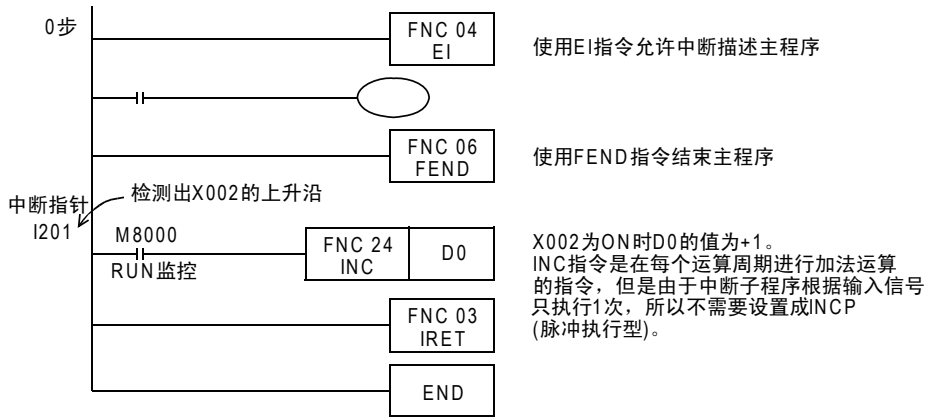 0步
FNC 04
EI
使用EI指令允许中断描述主程序
FNC 06
FEND
使用FEND指令结束主程序
中断指针
I201
检测出X002的上升沿
M8000
RUN监控
FNC 24
INC
D0
X002为ON时D0的值为+1。
INC指令是在每个运算周期进行加法运算
的指令，但是由于中断子程序根据输入信号
只执行1次，所以不需要设置成INCP
(脉冲执行型)。
FNC 03
IRET
END